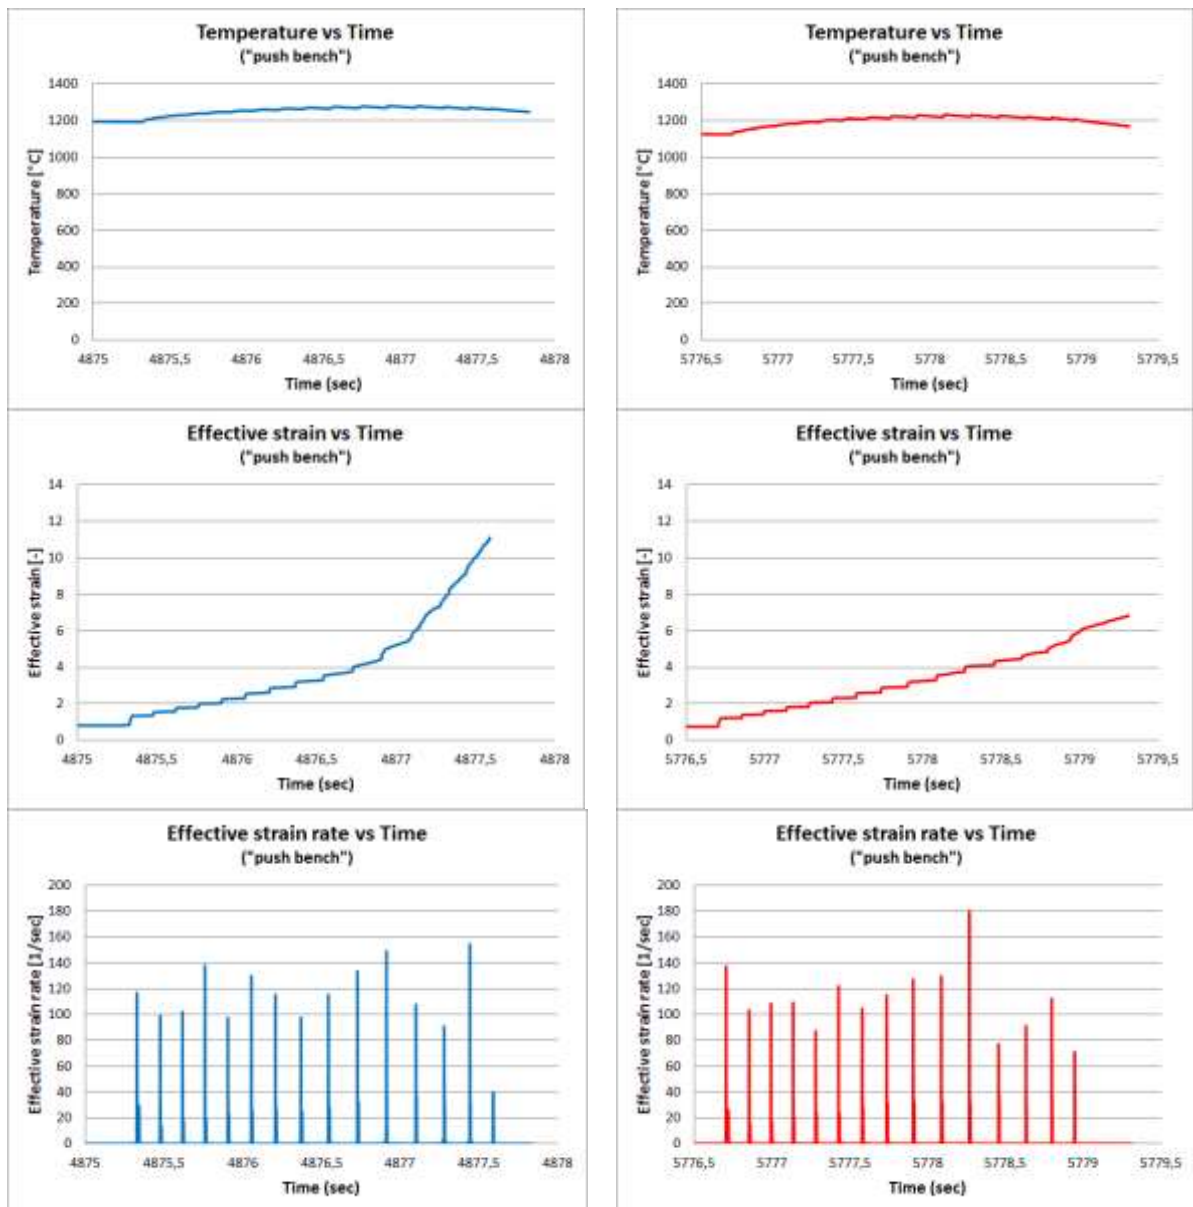 Temperature vs Time
("push bench")
Temperature [°C]
1400
1200
1000
800
600
400
200
0
4875 4875,5 4876 4876,5 4877 4877,5 4878
Time (sec)
Temperature vs Time
("push bench")
Temperature [°C]
1400
1200
1000
800
600
400
200
0
5776,5 5777 5777,5 5778 5778,5 5779 5779,5
Time (sec)
Effective strain vs Time
("push bench")
Effective strain [-]
14
12
10
8
6
4
2
0
4875 4875,5 4876 4876,5 4877 4877,5 4878
Time (sec)
Effective strain vs Time
("push bench")
Effective strain [-]
14
12
10
8
6
4
2
0
5776,5 5777 5777,5 5778 5778,5 5779 5779,5
Time (sec)
Effective strain rate vs Time
("push bench")
Effective strain rate [1/sec]
200
180
160
140
120
100
80
60
40
20
0
4875 4875,5 4876 4876,5 4877 4877,5 4878
Time (sec)
Effective strain rate vs Time
("push bench")
Effective strain rate [1/sec]
200
180
160
140
120
100
80
60
40
20
0
5776,5 5777 5777,5 5778 5778,5 5779 5779,5
Time (sec)